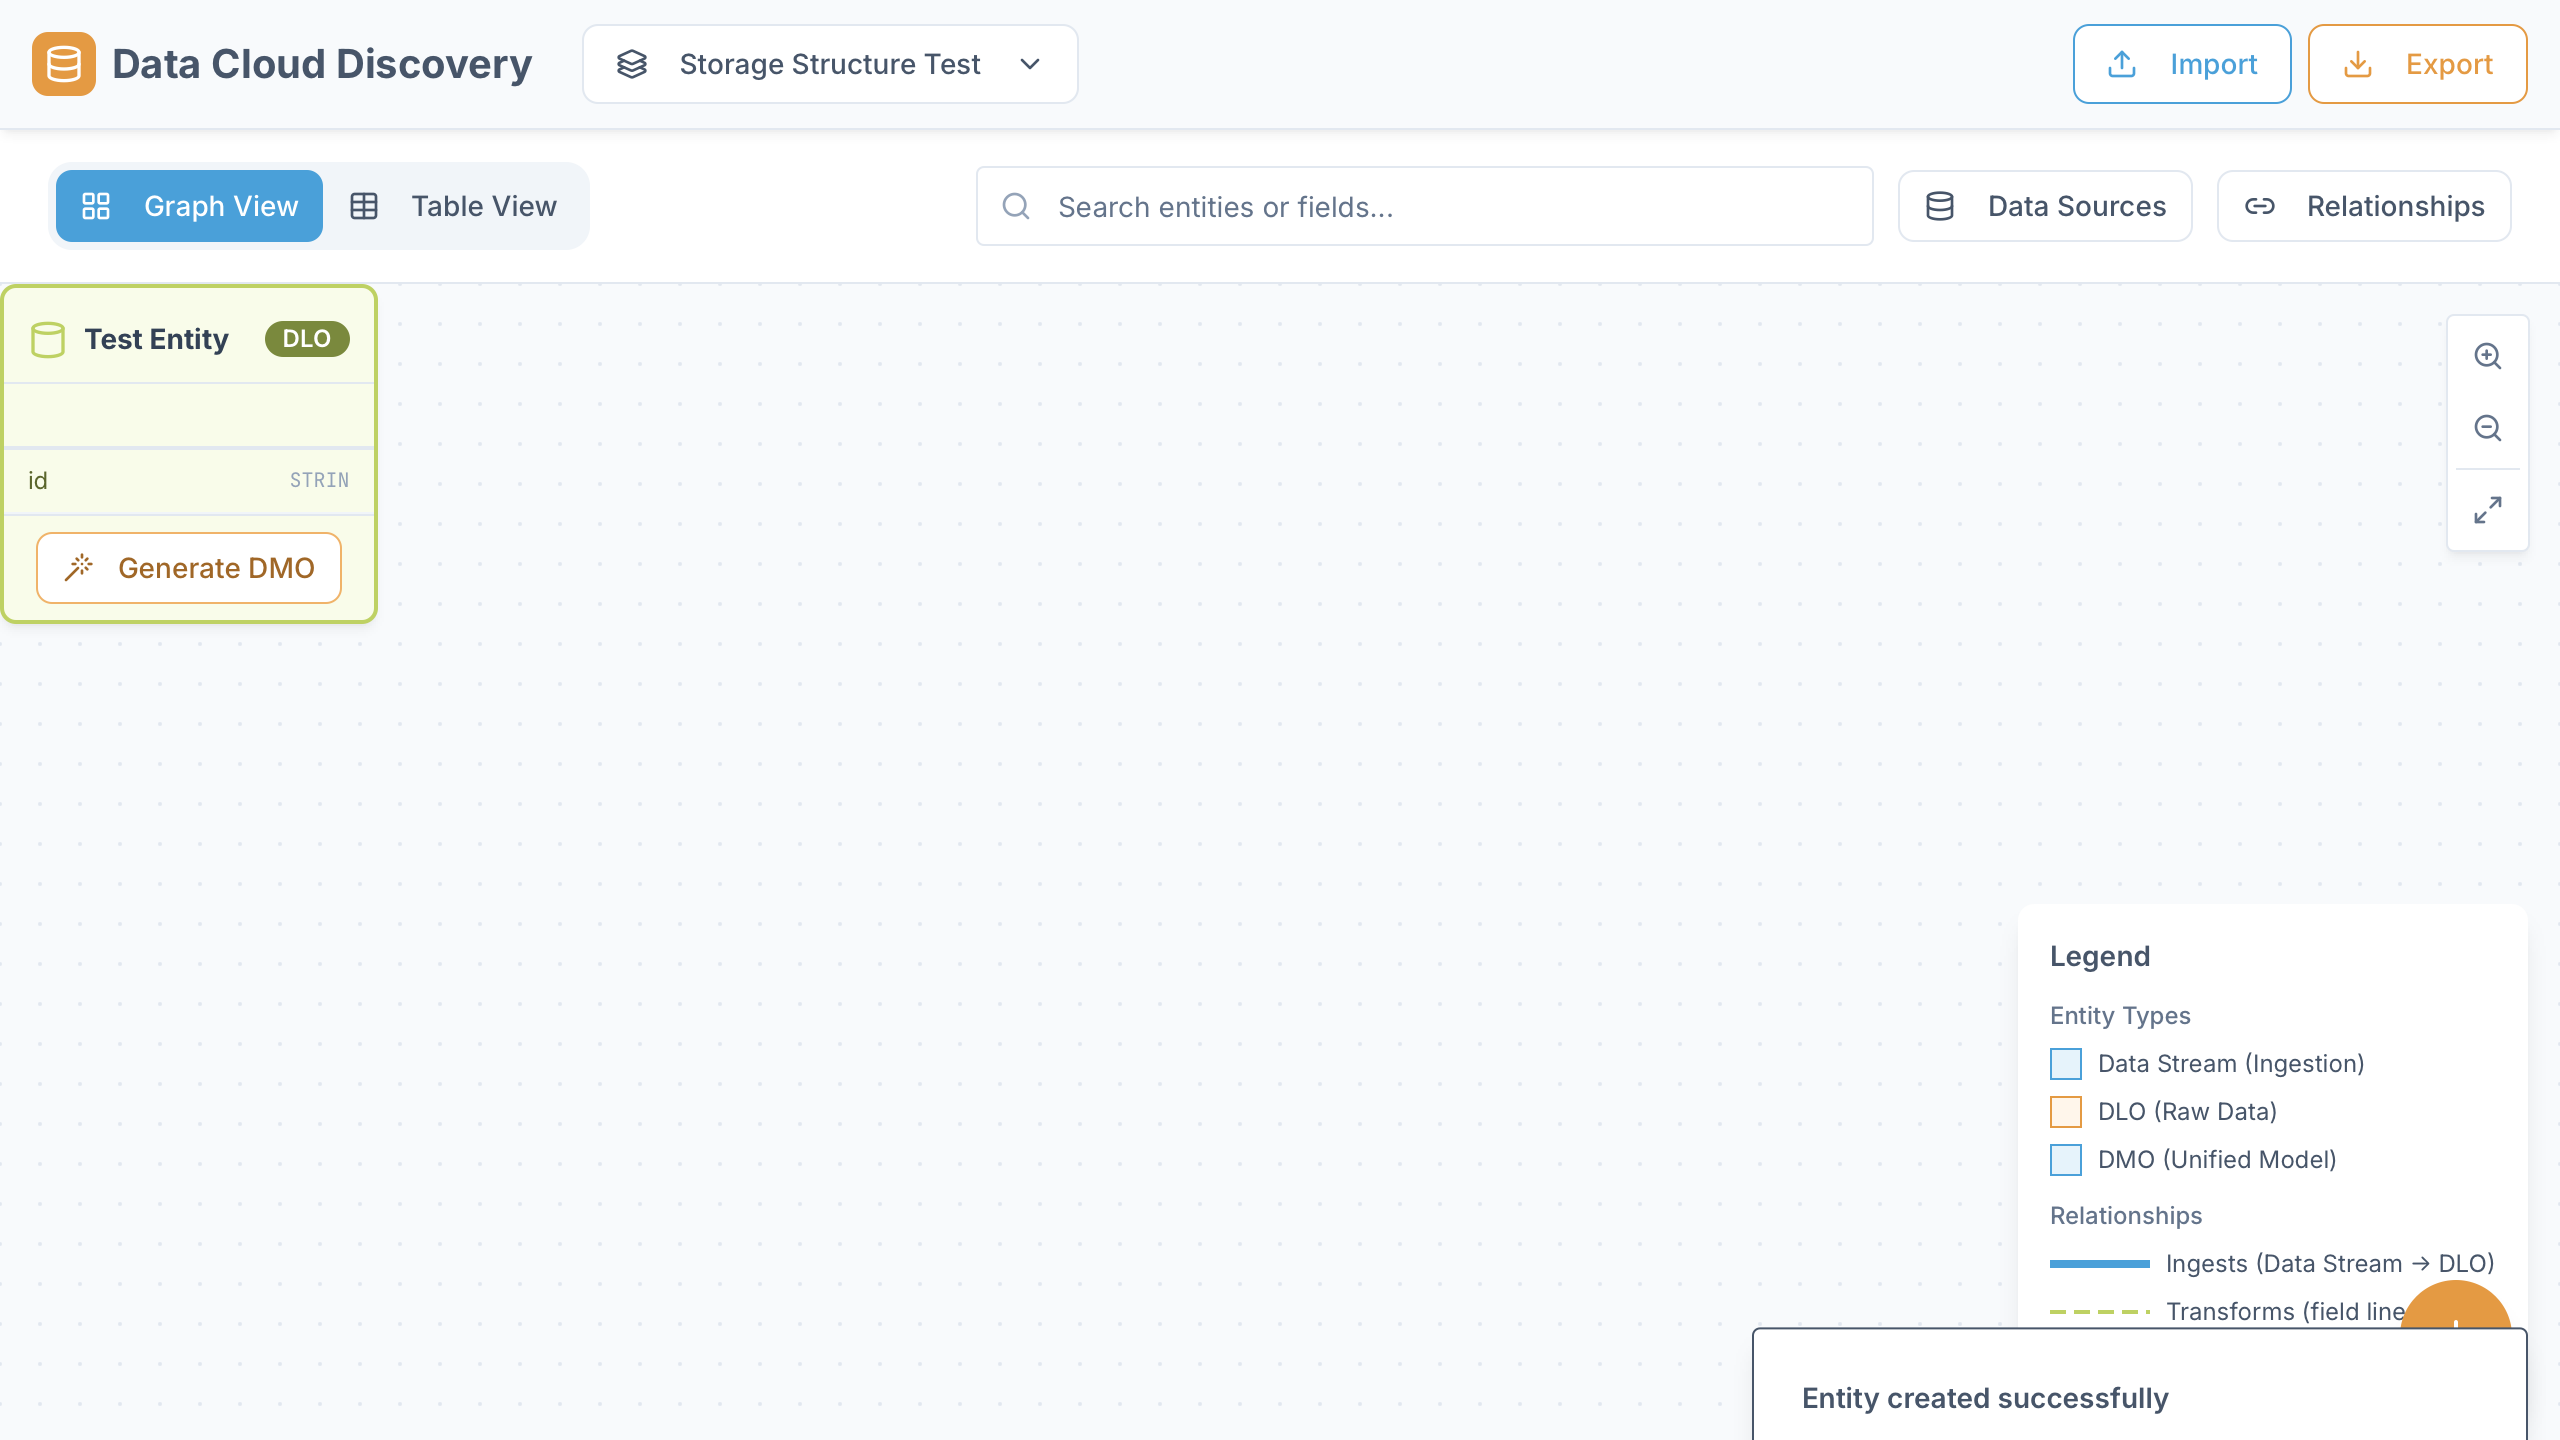 Data Cloud Discovery
Storage Structure Test
Import
Export
Graph View
Table View
Search entities or fields...
Data Sources
Relationships
Test Entity
DLO
id
STRIN
Generate DMO
Legend
Entity Types
Data Stream (Ingestion)
DLO (Raw Data)
DMO (Unified Model)
Relationships
Ingests (Data Stream → DLO)
Transforms (field line
Entity created successfully